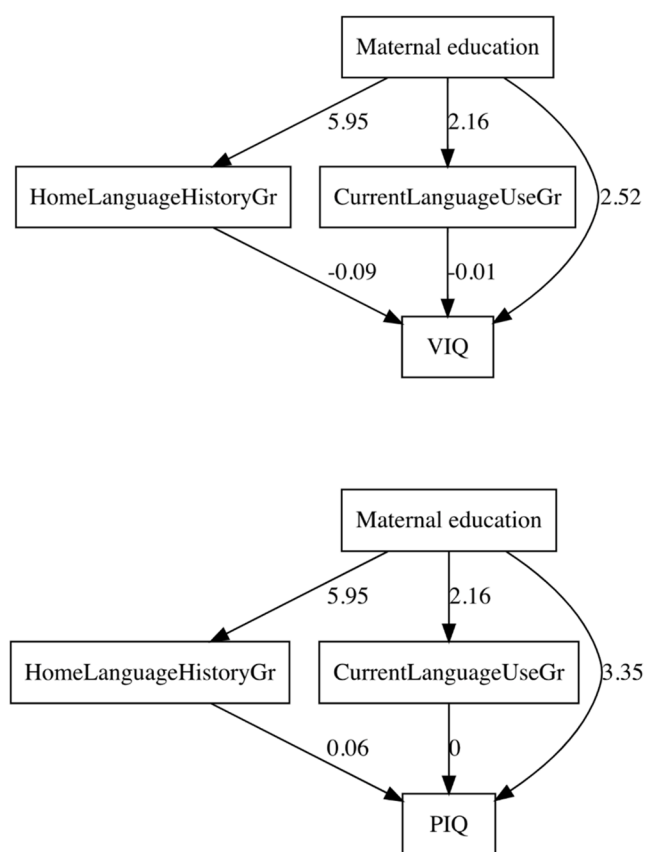 Maternal education
5.95
2.16
HomeLanguageHistoryGr
CurrentLanguageUseGr
2.52
-0.09
-0.01
VIQ
Maternal education
5.95
2.16
HomeLanguageHistoryGr
CurrentLanguageUseGr
3.35
0.06
0
PIQ